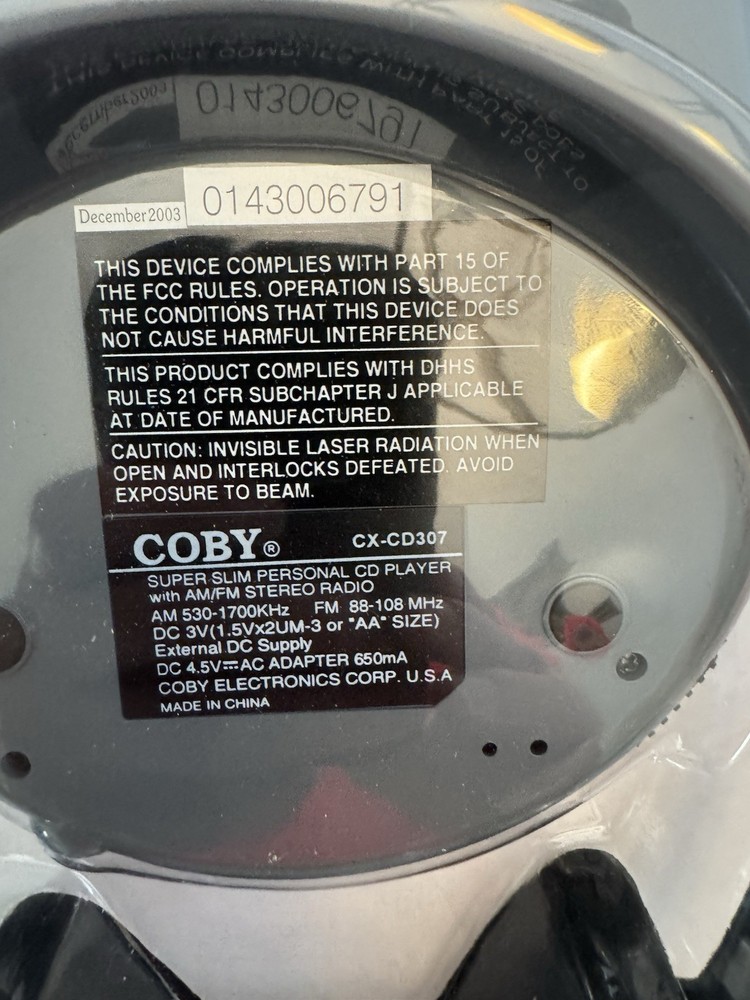 December2003
0143006791
THIS DEVICE COMPLIES WITH PART 15 OF
THE FCC RULES. OPERATION IS SUBJECT TO
THE CONDITIONS THAT THIS DEVICE DOES
NOT CAUSE HARMFUL INTERFERENCE.
THIS PRODUCT COMPLIES WITH DHHS
RULES 21 CFR SUBCHAPTER J APPLICABLE
AT DATE OF MANUFACTURED.
CAUTION: INVISIBLE LASER RADIATION WHEN
OPEN AND INTERLOCKS DEFEATED. AVOID
EXPOSURE TO BEAM.
COBY® CX-CD307
SUPER SLIM PERSONAL CD PLAYER
with AM/FM STEREO RADIO
AM 530-1700KHz FM 88-108 MHz
DC 3V(1.5Vx2UM-3 or "AA" SIZE)
External DC Supply
DC 4.5V⎓AC ADAPTER 650mA
COBY ELECTRONICS CORP. U.S.A
MADE IN CHINA